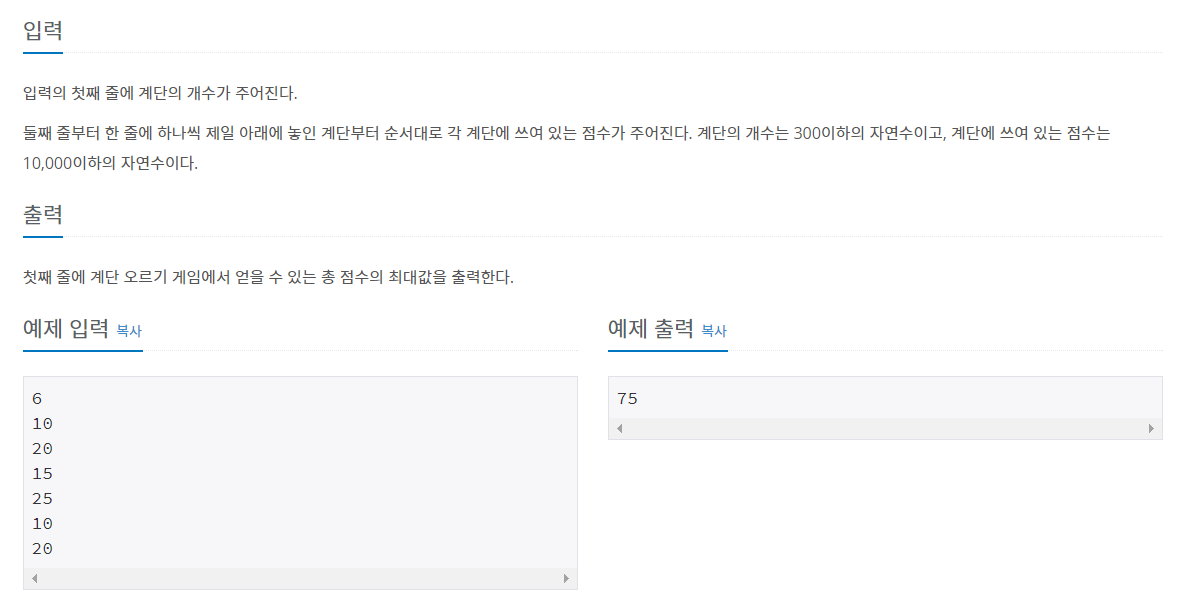 입력
입력의 첫째 줄에 계단의 개수가 주어진다.
둘째 줄부터 한 줄에 하나씩 제일 아래에 놓인 계단부터 순서대로 각 계단에 쓰여 있는 점수가 주어진다. 계단의 개수는 300이하의 자연수이고, 계단에 쓰여 있는 점수는
10,000이하의 자연수이다.
출력
첫째 줄에 계단 오르기 게임에서 얻을 수 있는 총 점수의 최대값을 출력한다.
예제 입력 복사
6
10
20
15
25
10
20
예제 출력 복사
75